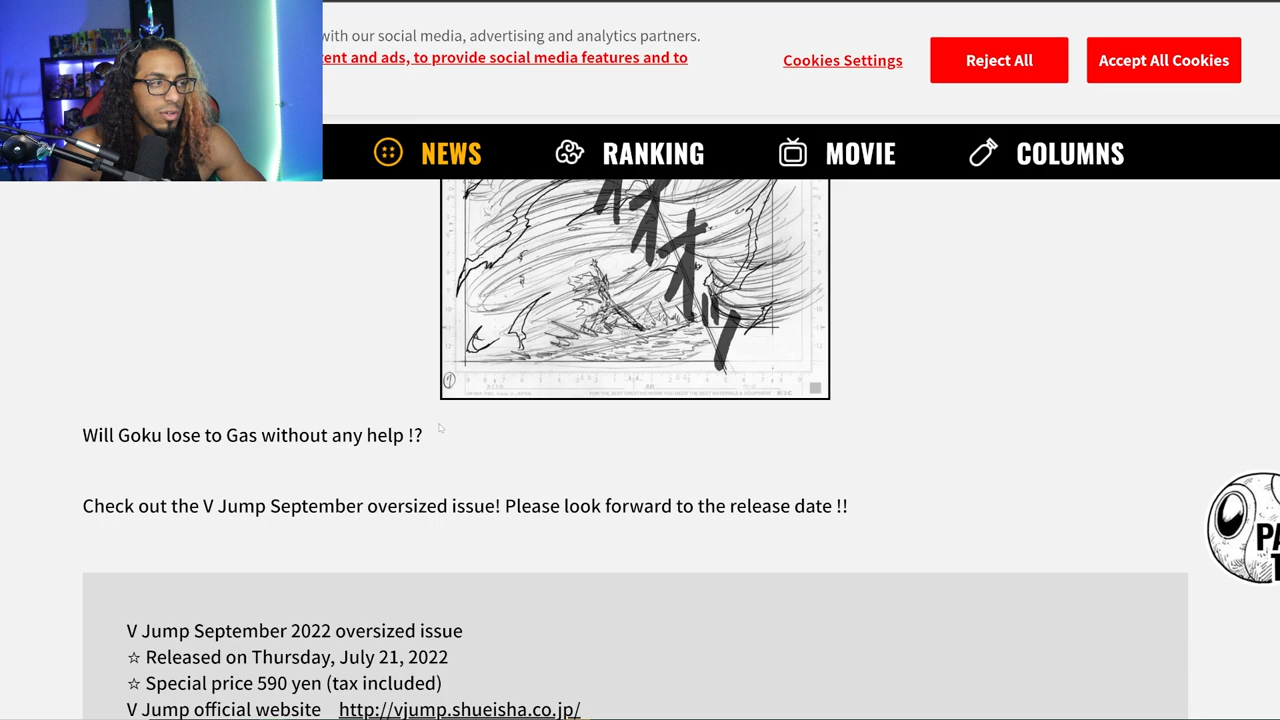 with our social media, advertising and analytics partners.
ent and ads, to provide social media features and to
Cookies Settings
Reject All
Accept All Cookies
NEWS
RANKING
MOVIE
COLUMNS
Will Goku lose to Gas without any help !?
Check out the V Jump September oversized issue! Please look forward to the release date !!
V Jump September 2022 oversized issue
☆ Released on Thursday, July 21, 2022
☆ Special price 590 yen (tax included)
V Jump official website http://vjump.shueisha.co.jp/